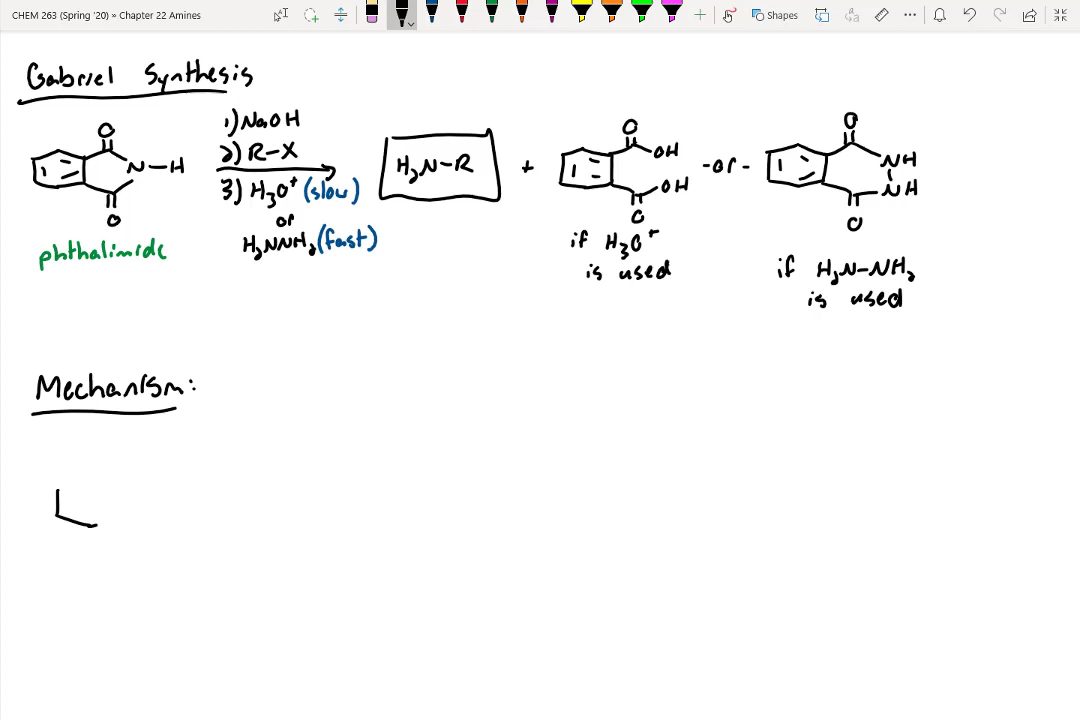 CHEM 263 (Spring '20) » Chapter 22 Amines
Shapes
Gabriel Synthesis
O
N-H
O
phthalimide
1) NaOH
2) R-X
3) H3O+ (slow)
or
H2NNH2 (fast)
H2N-R
+
O
OH
OH
O
if H3O+
is used
-or-
O
NH
NH
O
if H2N-NH2
is used
Mechanism: